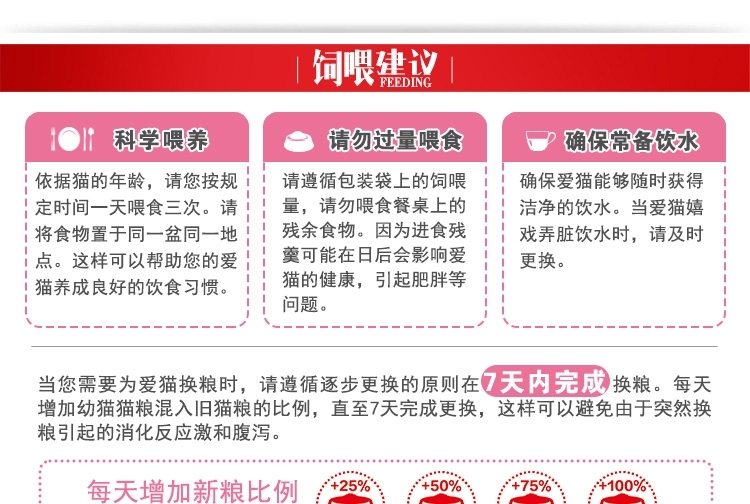 饲喂建议
FEEDING
科学喂养
依据猫的年龄，请您按规
定时间一天喂食三次。请
将食物置于同一盆同一地
点。这样可以帮助您的爱
猫养成良好的饮食习惯。
请勿过量喂食
请遵循包装袋上的饲喂
量，请勿喂食餐桌上的
残余食物。因为进食残
羹可能在日后会影响爱
猫的健康，引起肥胖等
问题。
确保常备饮水
确保爱猫能够随时获得
洁净的饮水。当爱猫嬉
戏弄脏饮水时，请及时
更换。
当您需要为爱猫换粮时，请遵循逐步更换的原则在7天内完成换粮。每天
增加幼猫猫粮混入旧猫粮的比例，直至7天完成更换，这样可以避免由于突然换
粮引起的消化反应激和腹泻。
每天增加新粮比例
+25% +50% +75% +100%